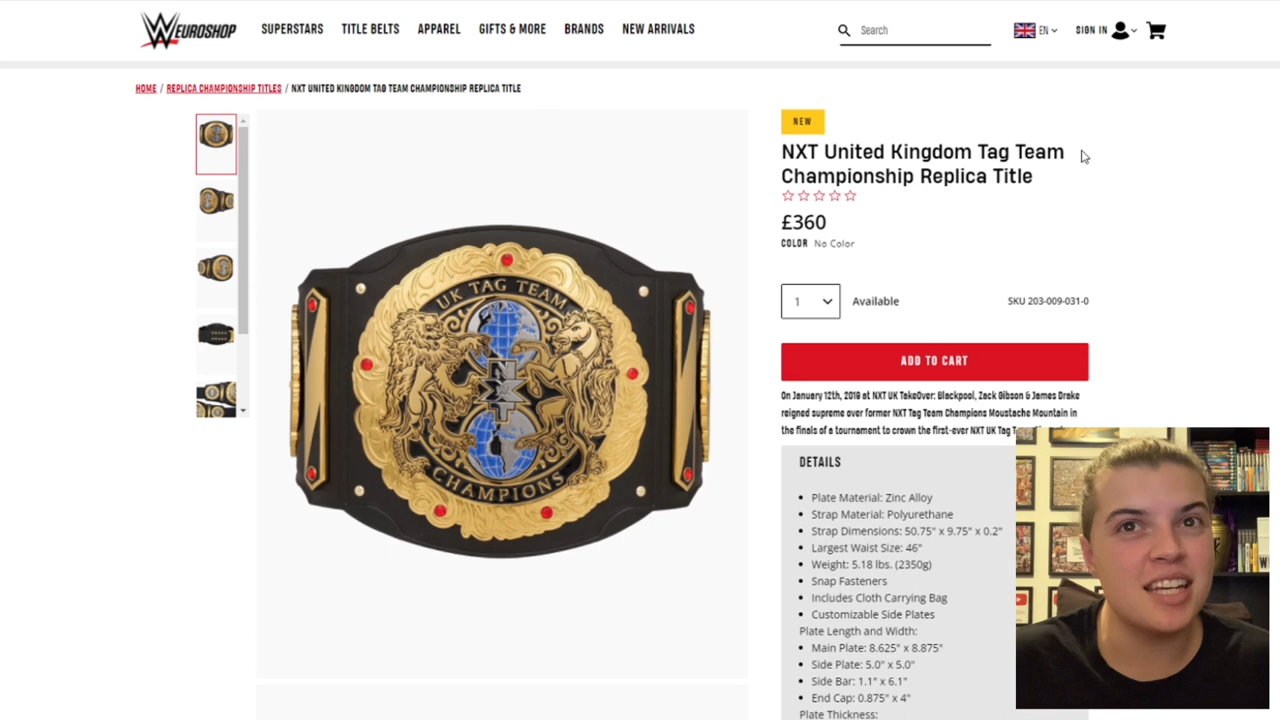 WWEUROSHOP
SUPERSTARS TITLE BELTS APPAREL GIFTS & MORE BRANDS NEW ARRIVALS
Search
EN
SIGN IN
HOME / REPLICA CHAMPIONSHIP TITLES / NXT UNITED KINGDOM TAG TEAM CHAMPIONSHIP REPLICA TITLE
UK TAG TEAM
NXT
CHAMPIONS
NEW
NXT United Kingdom Tag Team
Championship Replica Title
£360
COLOR No Color
1 Available SKU 203-009-031-0
ADD TO CART
On January 12th, 2019 at NXT UK TakeOver: Blackpool, Zack Gibson & James Drake
reigned supreme over former NXT Tag Team Champions Moustache Mountain in
the finals of a tournament to crown the first-ever NXT UK Tag
DETAILS
• Plate Material: Zinc Alloy
• Strap Material: Polyurethane
• Strap Dimensions: 50.75" x 9.75" x 0.2"
• Largest Waist Size: 46"
• Weight: 5.18 lbs. (2350g)
• Snap Fasteners
• Includes Cloth Carrying Bag
• Customizable Side Plates
Plate Length and Width:
• Main Plate: 8.625" x 8.875"
• Side Plate: 5.0" x 5.0"
• Side Bar: 1.1" x 6.1"
• End Cap: 0.875" x 4"
Plate Thickness: